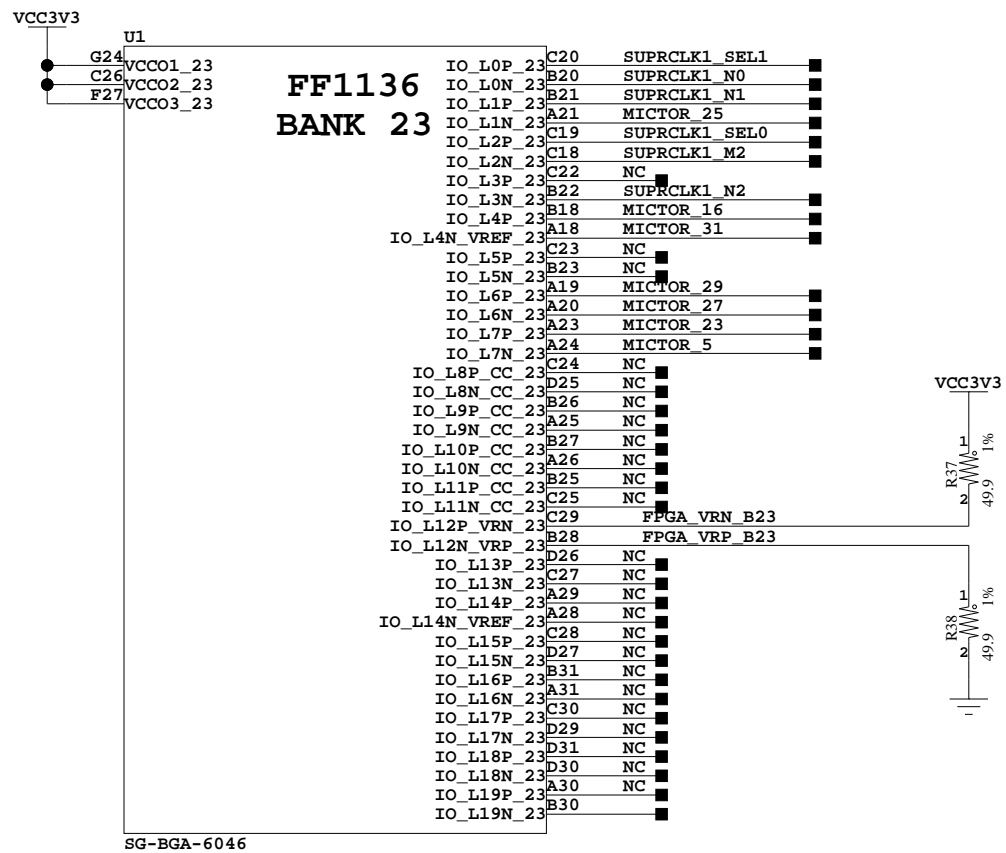 VCC3V3
U1
FF1136
BANK 23
G24 VCCO1_23
C26 VCCO2_23
F27 VCCO3_23
IO_L0P_23 C20 SUPRCLK1_SEL1
IO_L0N_23 B20 SUPRCLK1_N0
IO_L1P_23 B21 SUPRCLK1_N1
IO_L1N_23 A21 MICTOR_25
IO_L2P_23 C19 SUPRCLK1_SEL0
IO_L2N_23 C18 SUPRCLK1_M2
IO_L3P_23 C22 NC
IO_L3N_23 B22 SUPRCLK1_N2
IO_L4P_23 B18 MICTOR_16
IO_L4N_VREF_23 A18 MICTOR_31
IO_L5P_23 C23 NC
IO_L5N_23 B23 NC
IO_L6P_23 A19 MICTOR_29
IO_L6N_23 A20 MICTOR_27
IO_L7P_23 A23 MICTOR_23
IO_L7N_23 A24 MICTOR_5
IO_L8P_CC_23 C24 NC
IO_L8N_CC_23 D25 NC
IO_L9P_CC_23 B26 NC
IO_L9N_CC_23 A25 NC
IO_L10P_CC_23 B27 NC
IO_L10N_CC_23 A26 NC
IO_L11P_CC_23 B25 NC
IO_L11N_CC_23 C25 NC
IO_L12P_VRN_23 C29 FPGA_VRN_B23
IO_L12N_VRP_23 B28 FPGA_VRP_B23
IO_L13P_23 D26 NC
IO_L13N_23 C27 NC
IO_L14P_23 A29 NC
IO_L14N_VREF_23 A28 NC
IO_L15P_23 C28 NC
IO_L15N_23 D27 NC
IO_L16P_23 B31 NC
IO_L16N_23 A31 NC
IO_L17P_23 C30 NC
IO_L17N_23 D29 NC
IO_L18P_23 D31 NC
IO_L18N_23 D30 NC
IO_L19P_23 A30 NC
IO_L19N_23 B30
SG-BGA-6046
VCC3V3
1 1%
R37
2 49.9
1 1%
R38
2 49.9